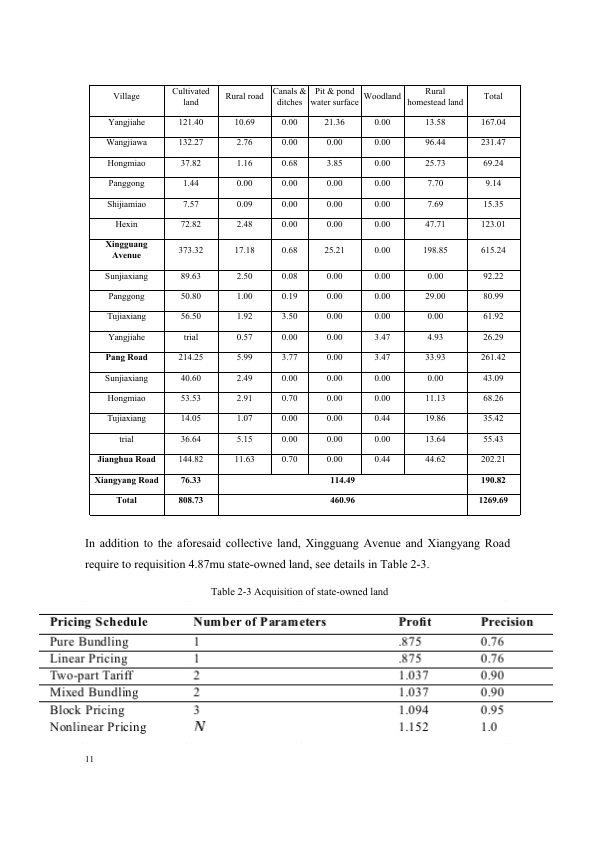 Village Cultivated land Rural road Canals & ditches Pit & pond water surface Woodland Rural homestead land Total
Yangjiahe 121.40 10.69 0.00 21.36 0.00 13.58 167.04
Wangjiawa 132.27 2.76 0.00 0.00 0.00 96.44 231.47
Hongmiao 37.82 1.16 0.68 3.85 0.00 25.73 69.24
Panggong 1.44 0.00 0.00 0.00 0.00 7.70 9.14
Shijiamiao 7.57 0.09 0.00 0.00 0.00 7.69 15.35
Hexin 72.82 2.48 0.00 0.00 0.00 47.71 123.01
Xingguang Avenue 373.32 17.18 0.68 25.21 0.00 198.85 615.24
Sunjiaxiang 89.63 2.50 0.08 0.00 0.00 0.00 92.22
Panggong 50.80 1.00 0.19 0.00 0.00 29.00 80.99
Tujiaxiang 56.50 1.92 3.50 0.00 0.00 0.00 61.92
Yangjiahe trial 0.57 0.00 0.00 3.47 4.93 26.29
Pang Road 214.25 5.99 3.77 0.00 3.47 33.93 261.42
Sunjiaxiang 40.60 2.49 0.00 0.00 0.00 0.00 43.09
Hongmiao 53.53 2.91 0.70 0.00 0.00 11.13 68.26
Tujiaxiang 14.05 1.07 0.00 0.00 0.44 19.86 35.42
trial 36.64 5.15 0.00 0.00 0.00 13.64 55.43
Jianghua Road 144.82 11.63 0.70 0.00 0.44 44.62 202.21
Xiangyang Road 76.33 114.49 190.82
Total 808.73 460.96 1269.69
In addition to the aforesaid collective land, Xingguang Avenue and Xiangyang Road
require to requisition 4.87mu state-owned land, see details in Table 2-3.
Table 2-3 Acquisition of state-owned land
Pricing Schedule Number of Parameters Profit Precision
Pure Bundling 1 .875 0.76
Linear Pricing 1 .875 0.76
Two-part Tariff 2 1.037 0.90
Mixed Bundling 2 1.037 0.90
Block Pricing 3 1.094 0.95
Nonlinear Pricing N 1.152 1.0
11